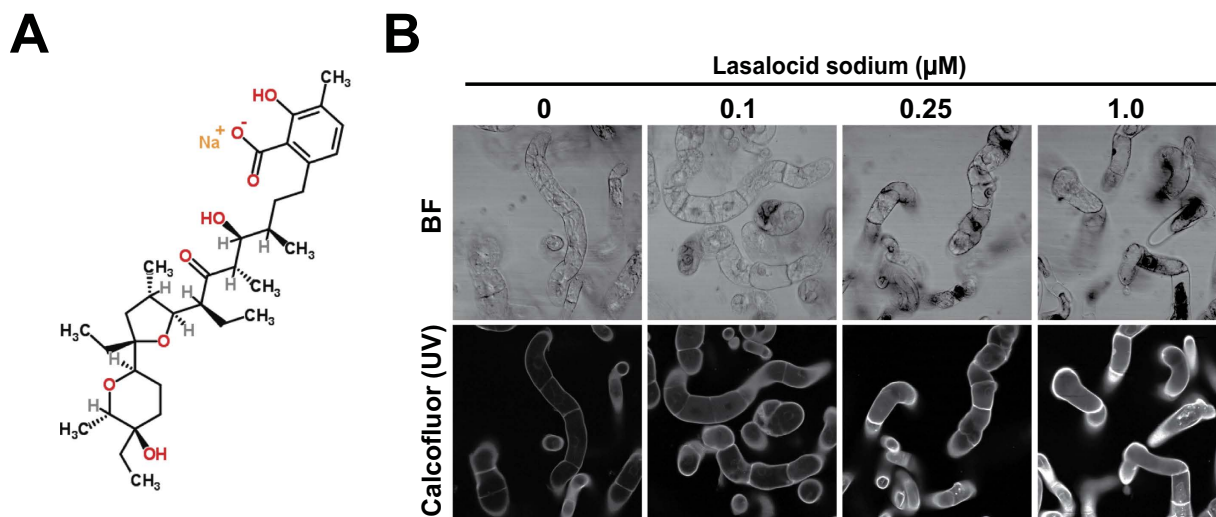 A
B
Lasalocid sodium (µM)
0
0.1
0.25
1.0
BF
Calcofluor (UV)
CH₃
HO
O⁻
Na⁺
O
HO
H
H
CH₃
O
CH₃
H
H
H
CH₃
CH₃
H
H
CH₃
O
O
H
H₃C
OH
CH₃